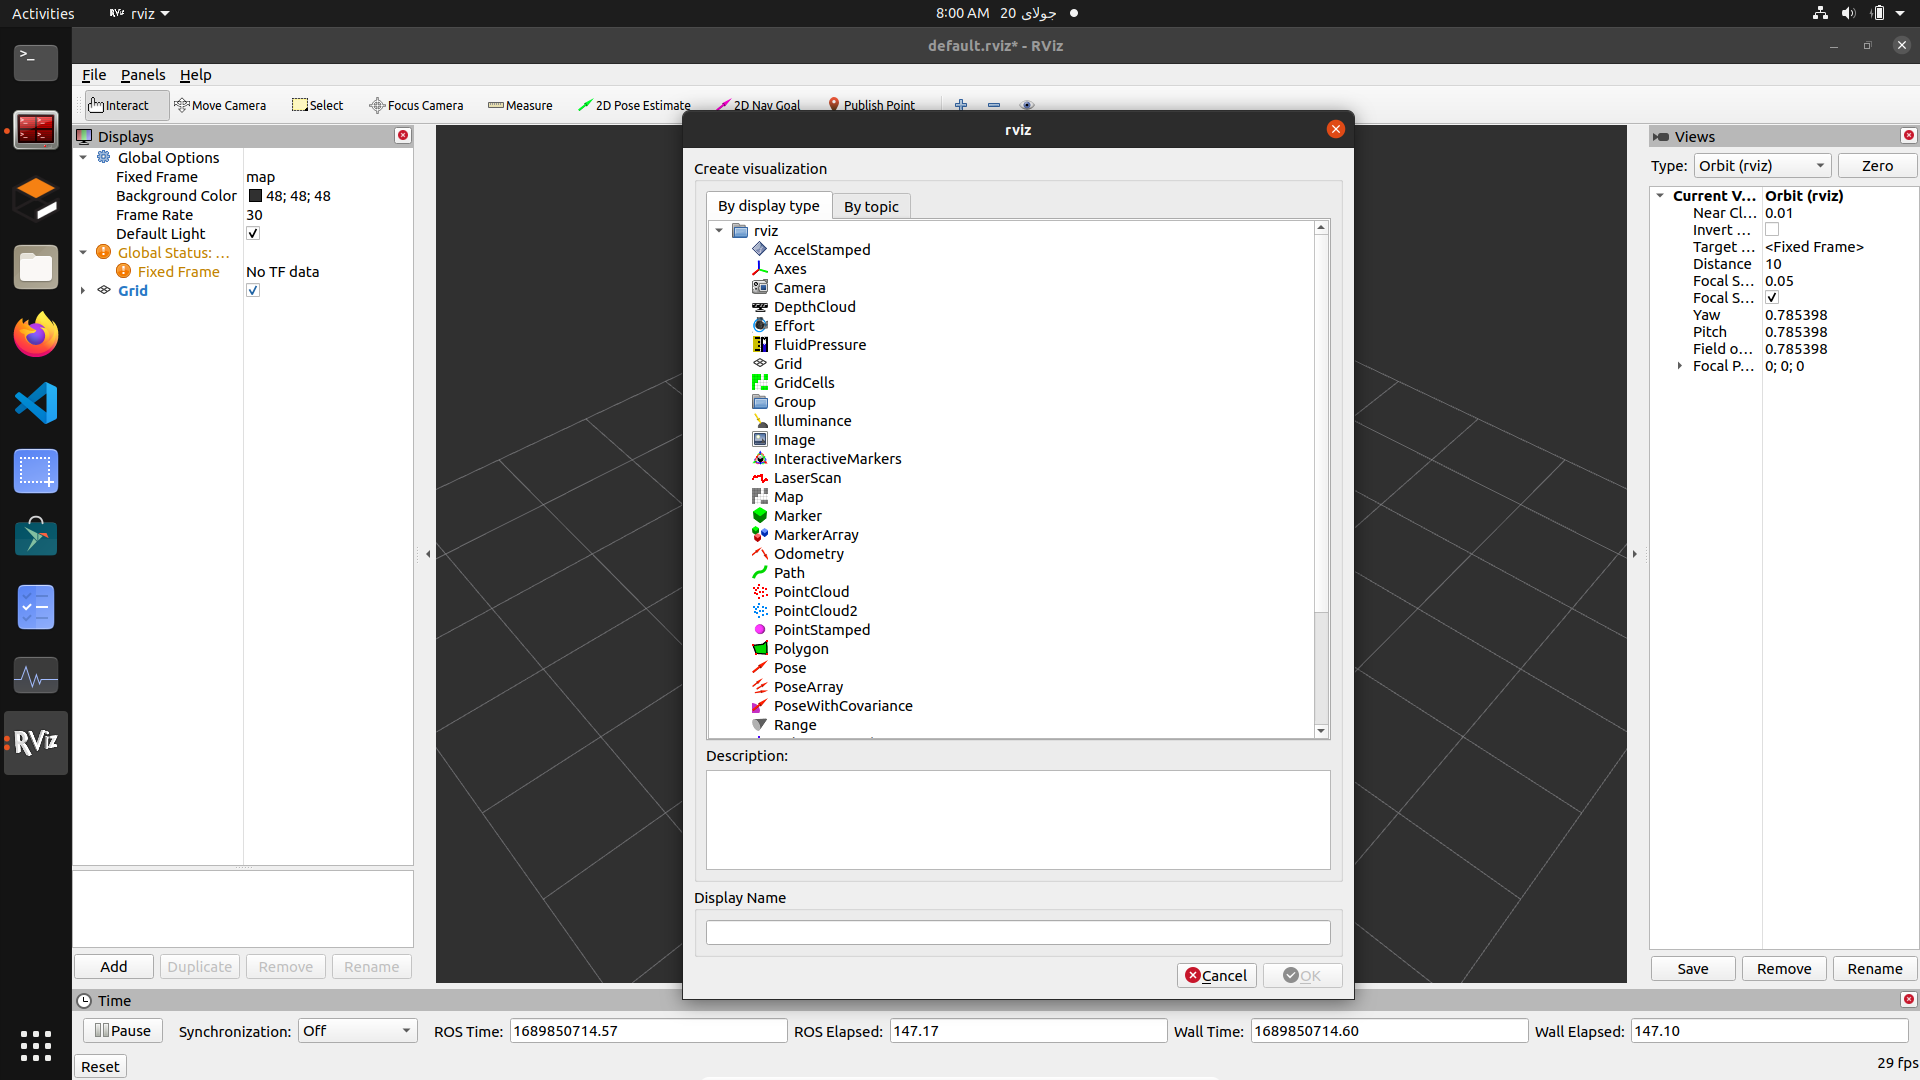 Activities
RViz rviz
8:00 AM 20 جولای
default.rviz* - RViz
File Panels Help
Interact Move Camera Select Focus Camera Measure 2D Pose Estimate 2D Nav Goal Publish Point
Displays
Global Options
Fixed Frame map
Background Color 48; 48; 48
Frame Rate 30
Default Light
Global Status: ...
Fixed Frame No TF data
Grid
Add Duplicate Remove Rename
rviz
Create visualization
By display type By topic
rviz
AccelStamped
Axes
Camera
DepthCloud
Effort
FluidPressure
Grid
GridCells
Group
Illuminance
Image
InteractiveMarkers
LaserScan
Map
Marker
MarkerArray
Odometry
Path
PointCloud
PointCloud2
PointStamped
Polygon
Pose
PoseArray
PoseWithCovariance
Range
Description:
Display Name
Cancel OK
Views
Type: Orbit (rviz) Zero
Current V... Orbit (rviz)
Near Cl... 0.01
Invert ...
Target ... <Fixed Frame>
Distance 10
Focal S... 0.05
Focal S...
Yaw 0.785398
Pitch 0.785398
Field o... 0.785398
Focal P... 0; 0; 0
Save Remove Rename
RViz
Time
Pause Synchronization: Off ROS Time: 1689850714.57 ROS Elapsed: 147.17 Wall Time: 1689850714.60 Wall Elapsed: 147.10
Reset
29 fps